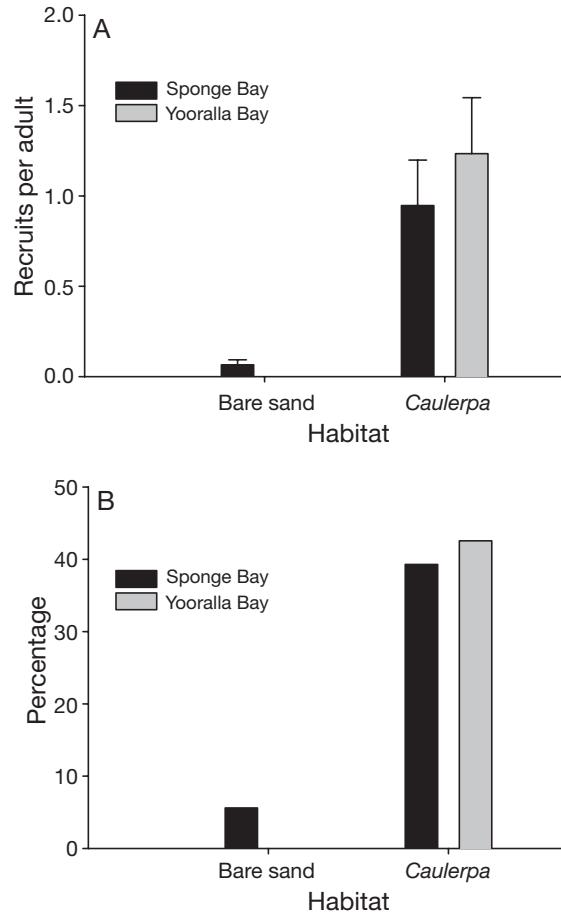 A
Recruits per adult
2.0
1.5
1.0
0.5
0.0
Sponge Bay
Yooralla Bay
Bare sand
Caulerpa
Habitat
B
Percentage
50
40
30
20
10
0
Sponge Bay
Yooralla Bay
Bare sand
Caulerpa
Habitat